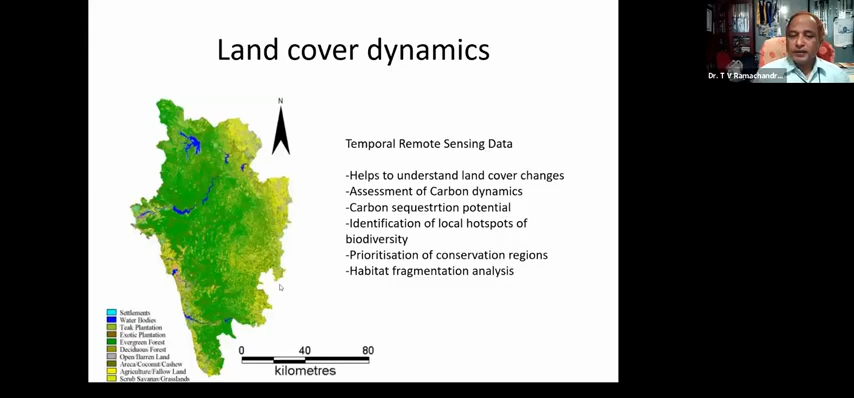 Land cover dynamics
Dr. T V Ramachandr...
N
Temporal Remote Sensing Data
-Helps to understand land cover changes
-Assessment of Carbon dynamics
-Carbon sequestrtion potential
-Identification of local hotspots of
biodiversity
-Prioritisation of conservation regions
-Habitat fragmentation analysis
Settlements
Water Bodies
Teak Plantation
Exotic Plantation
Evergreen Forest
Deciduous Forest
Open/Barren Land
Areca/Coconut/Cashew
Agriculture/Fallow Land
Scrub Savanas/Grasslands
0 40 80
kilometres